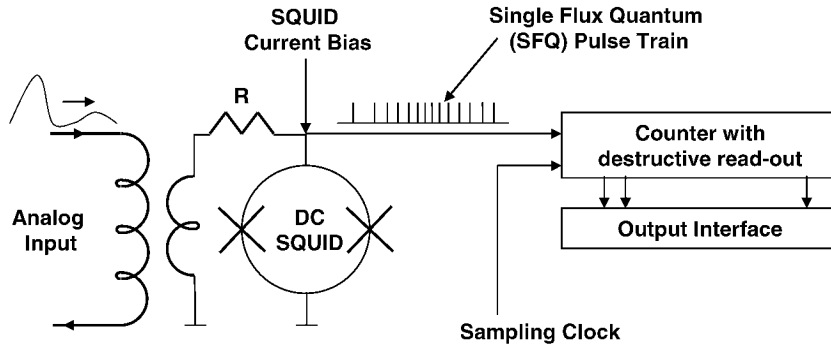 SQUID
Current Bias
Single Flux Quantum
(SFQ) Pulse Train
R
Counter with
destructive read-out
Analog
Input
DC
SQUID
Output Interface
Sampling Clock